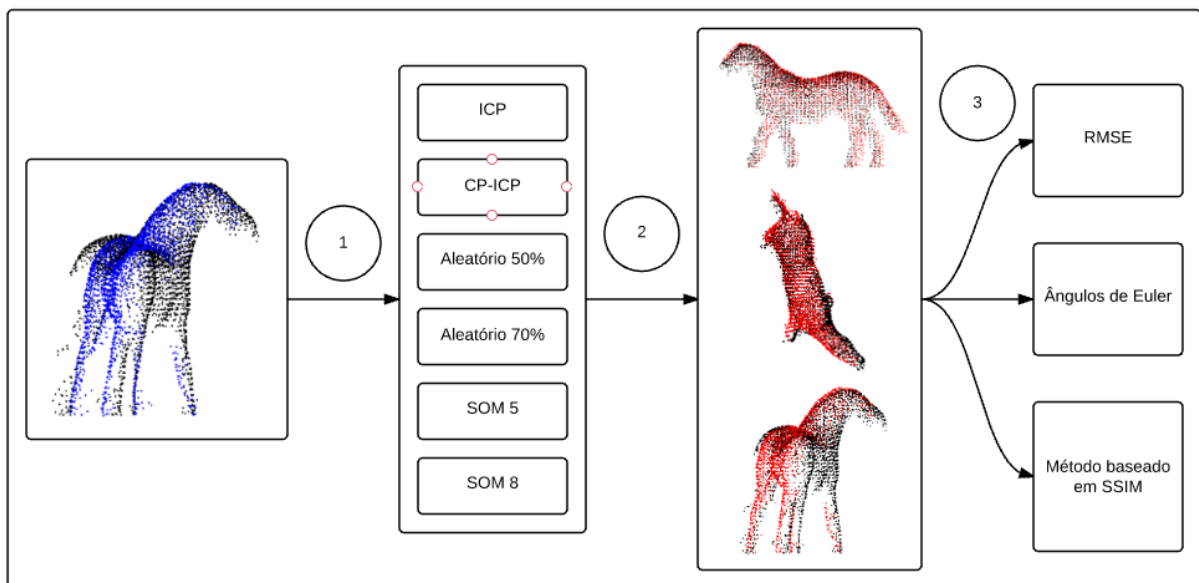 1
ICP
CP-ICP
Aleatório 50%
Aleatório 70%
SOM 5
SOM 8
2
3
RMSE
Ângulos de Euler
Método baseado
em SSIM